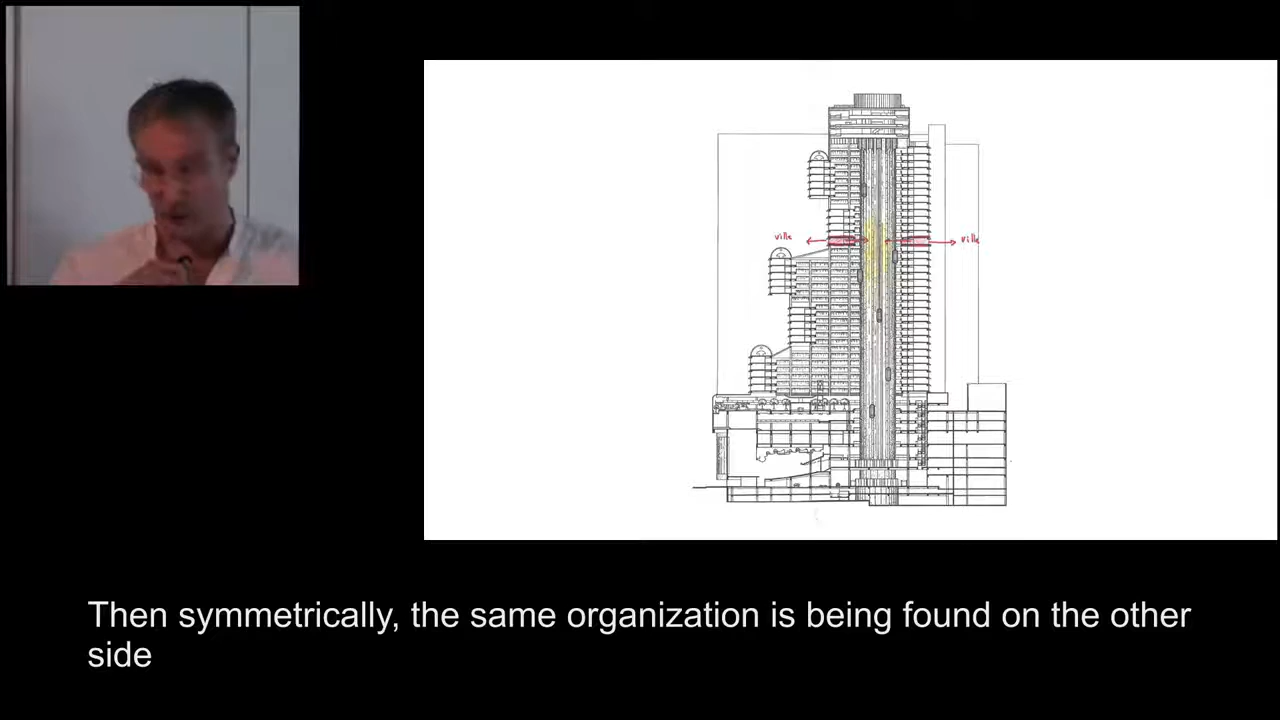 ville
ville
Then symmetrically, the same organization is being found on the other
side